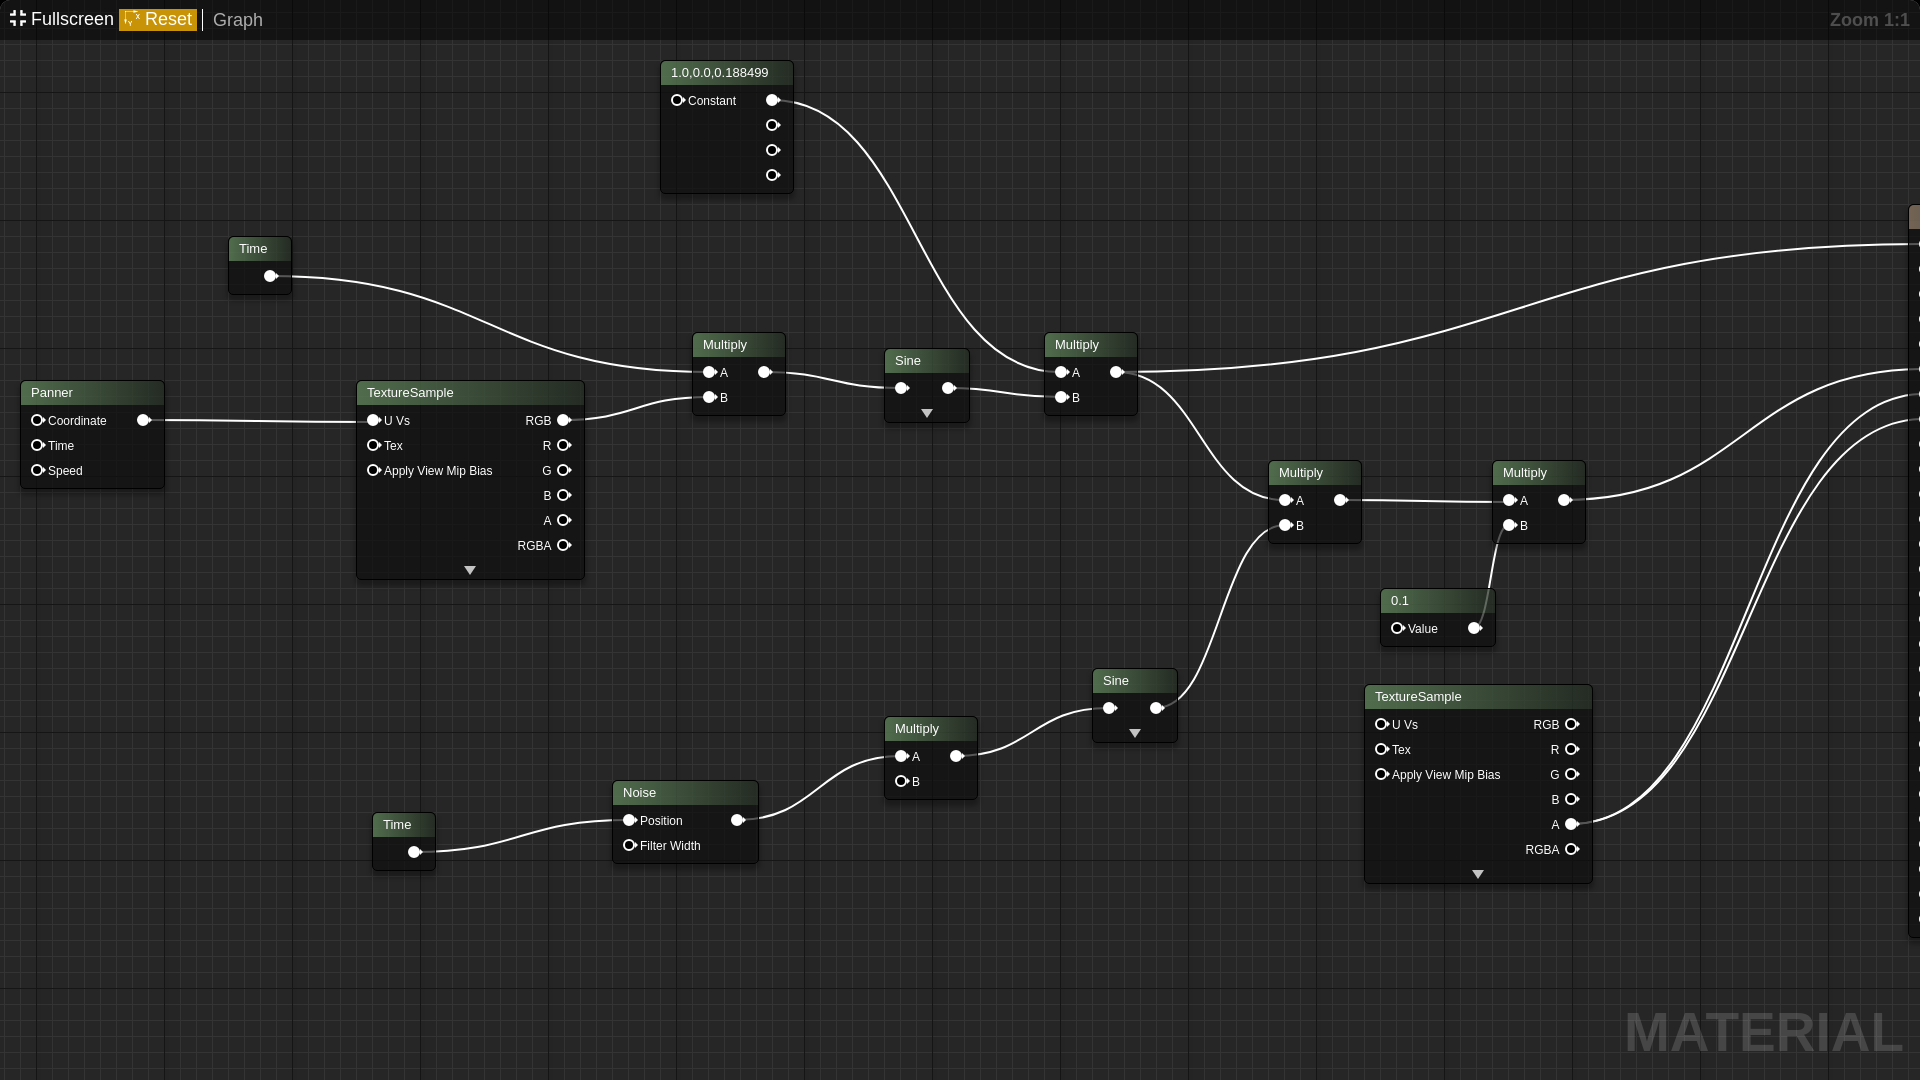 Fullscreen Reset Graph
Zoom 1:1
1.0,0.0,0.188499
Constant
Time
Multiply
A
B
Sine
Multiply
A
B
Panner
Coordinate
Time
Speed
TextureSample
U Vs RGB
Tex R
Apply View Mip Bias G
B
A
RGBA
Multiply
A
B
Multiply
A
B
0.1
Value
Sine
TextureSample
U Vs RGB
Tex R
Apply View Mip Bias G
B
A
RGBA
Multiply
A
B
Noise
Position
Filter Width
Time
MATERIAL